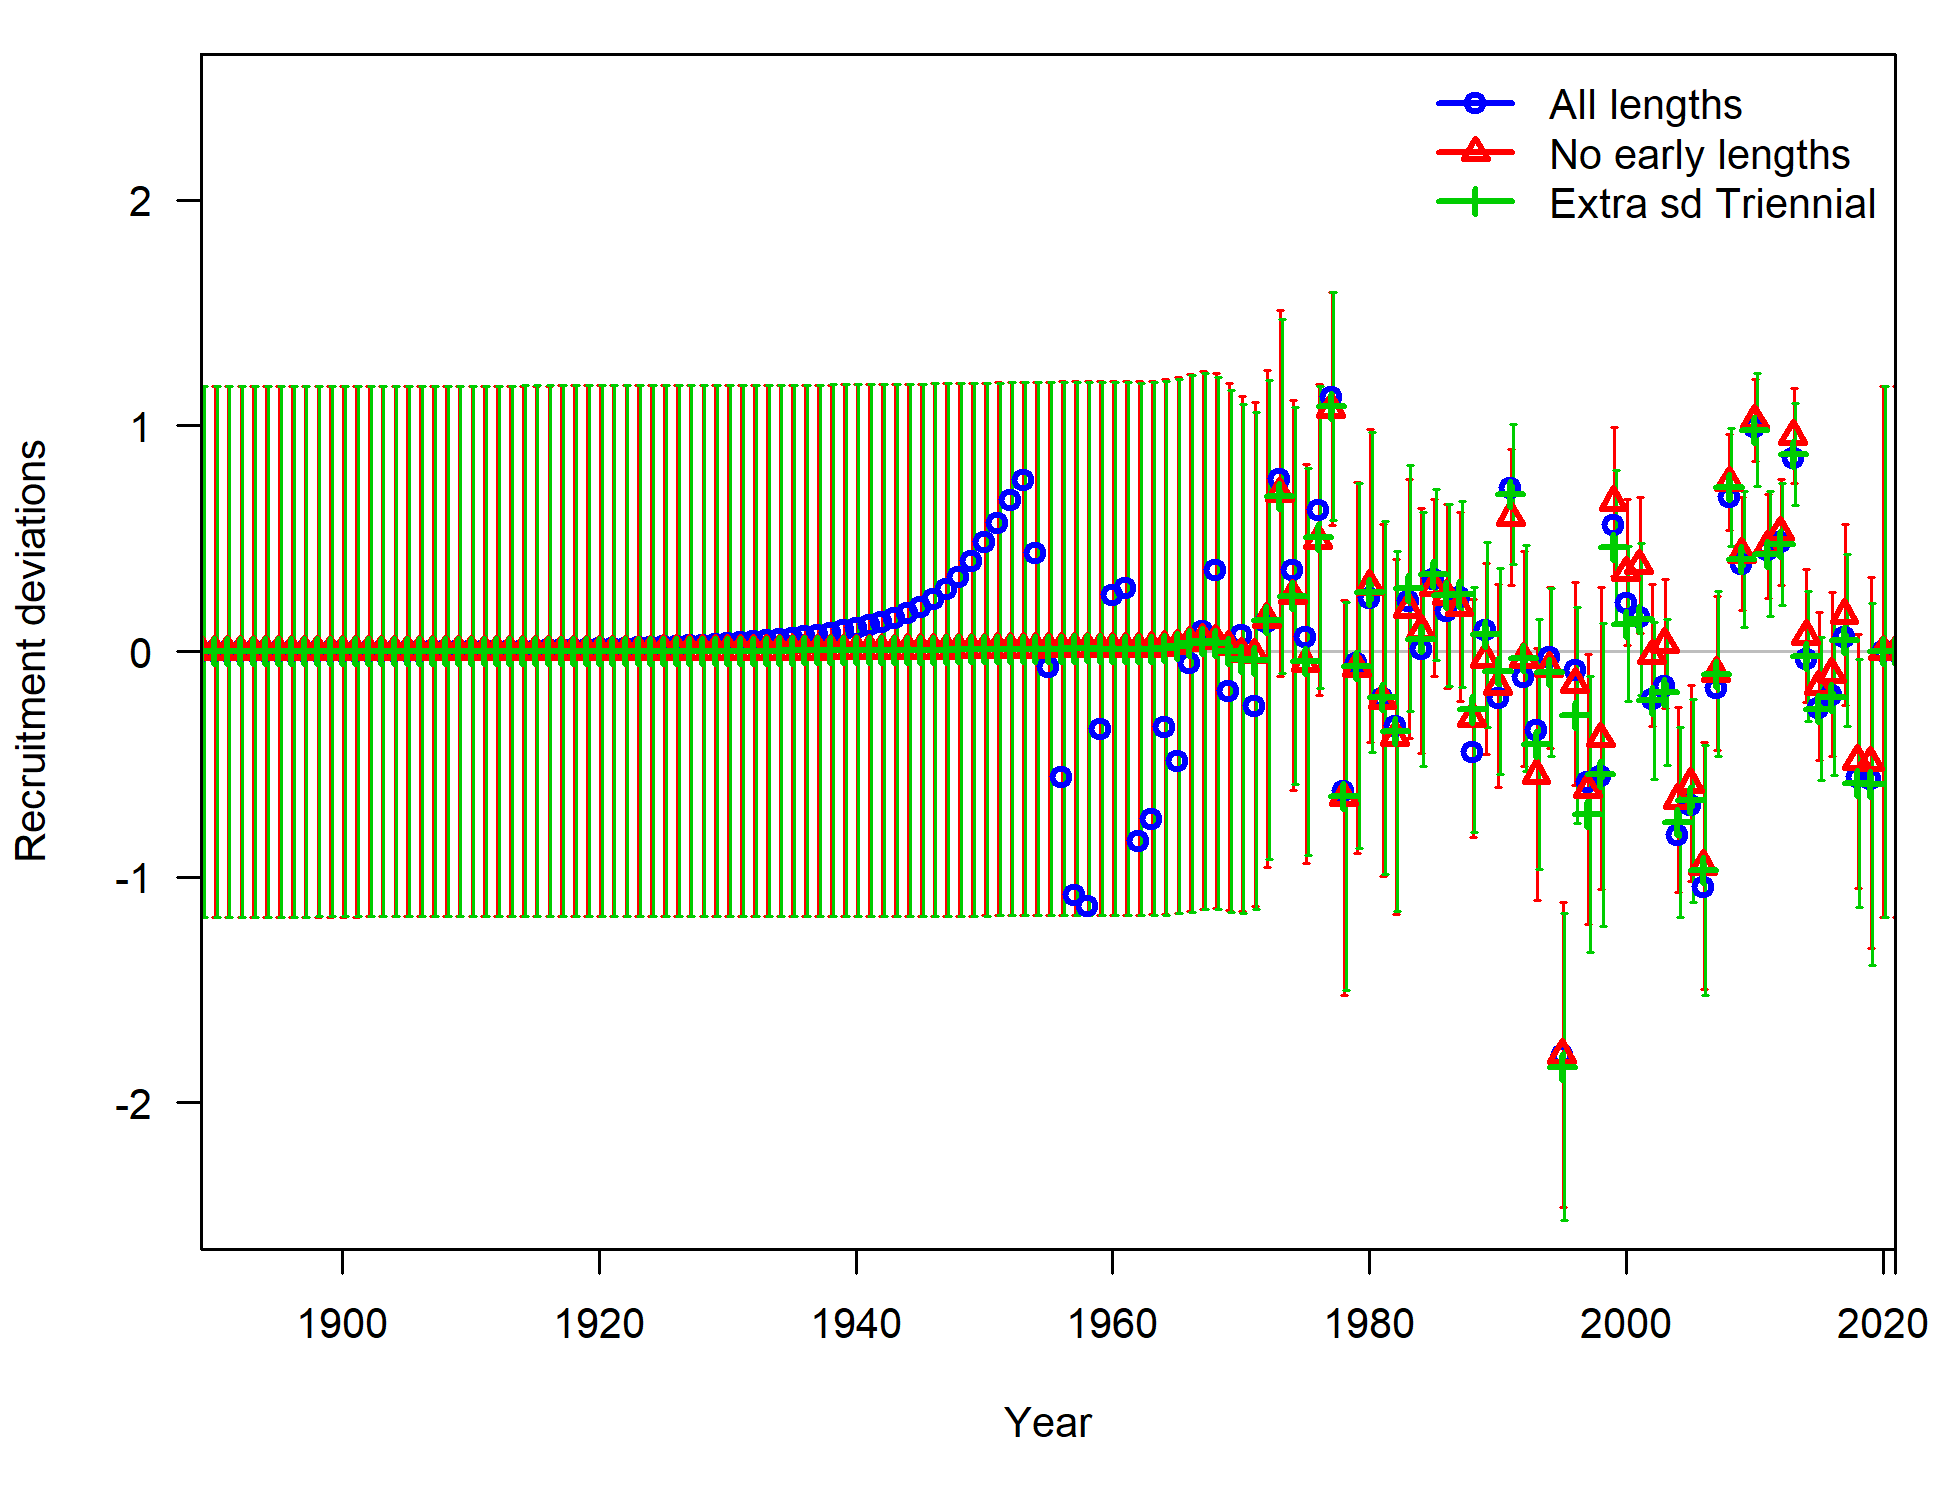 All lengths
No early lengths
Extra sd Triennial
Recruitment deviations
2
1
0
-1
-2
1900 1920 1940 1960 1980 2000 2020
Year